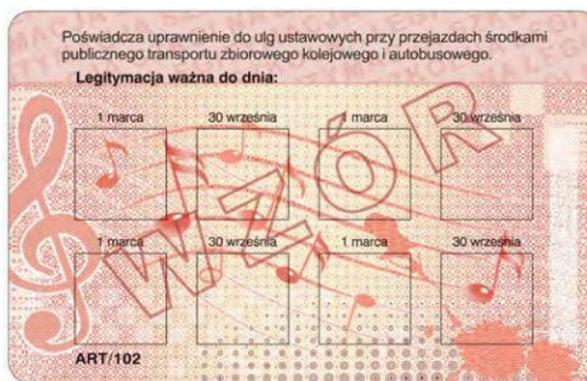 Poświadcza uprawnienie do ulg ustawowych przy przejazdach środkami
publicznego transportu zbiorowego kolejowego i autobusowego.
Legitymacja ważna do dnia:
1 marca 30 września 1 marca 30 września
WZÓR
1 marca 30 września 1 marca 30 września
ART/102